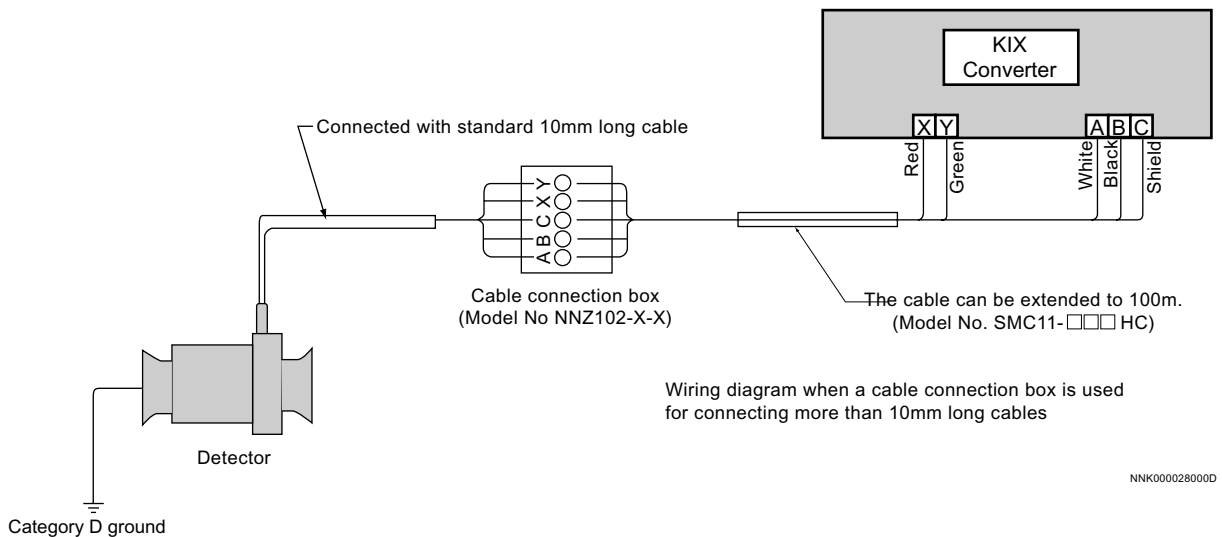 KIX
Converter
X Y
A B C
Red
Green
White
Black
Shield
Connected with standard 10mm long cable
Y
X
C
B
A
Cable connection box
(Model No NNZ102-X-X)
The cable can be extended to 100m.
(Model No. SMC11-□□□ HC)
Wiring diagram when a cable connection box is used
for connecting more than 10mm long cables
Detector
Category D ground
NNK000028000D